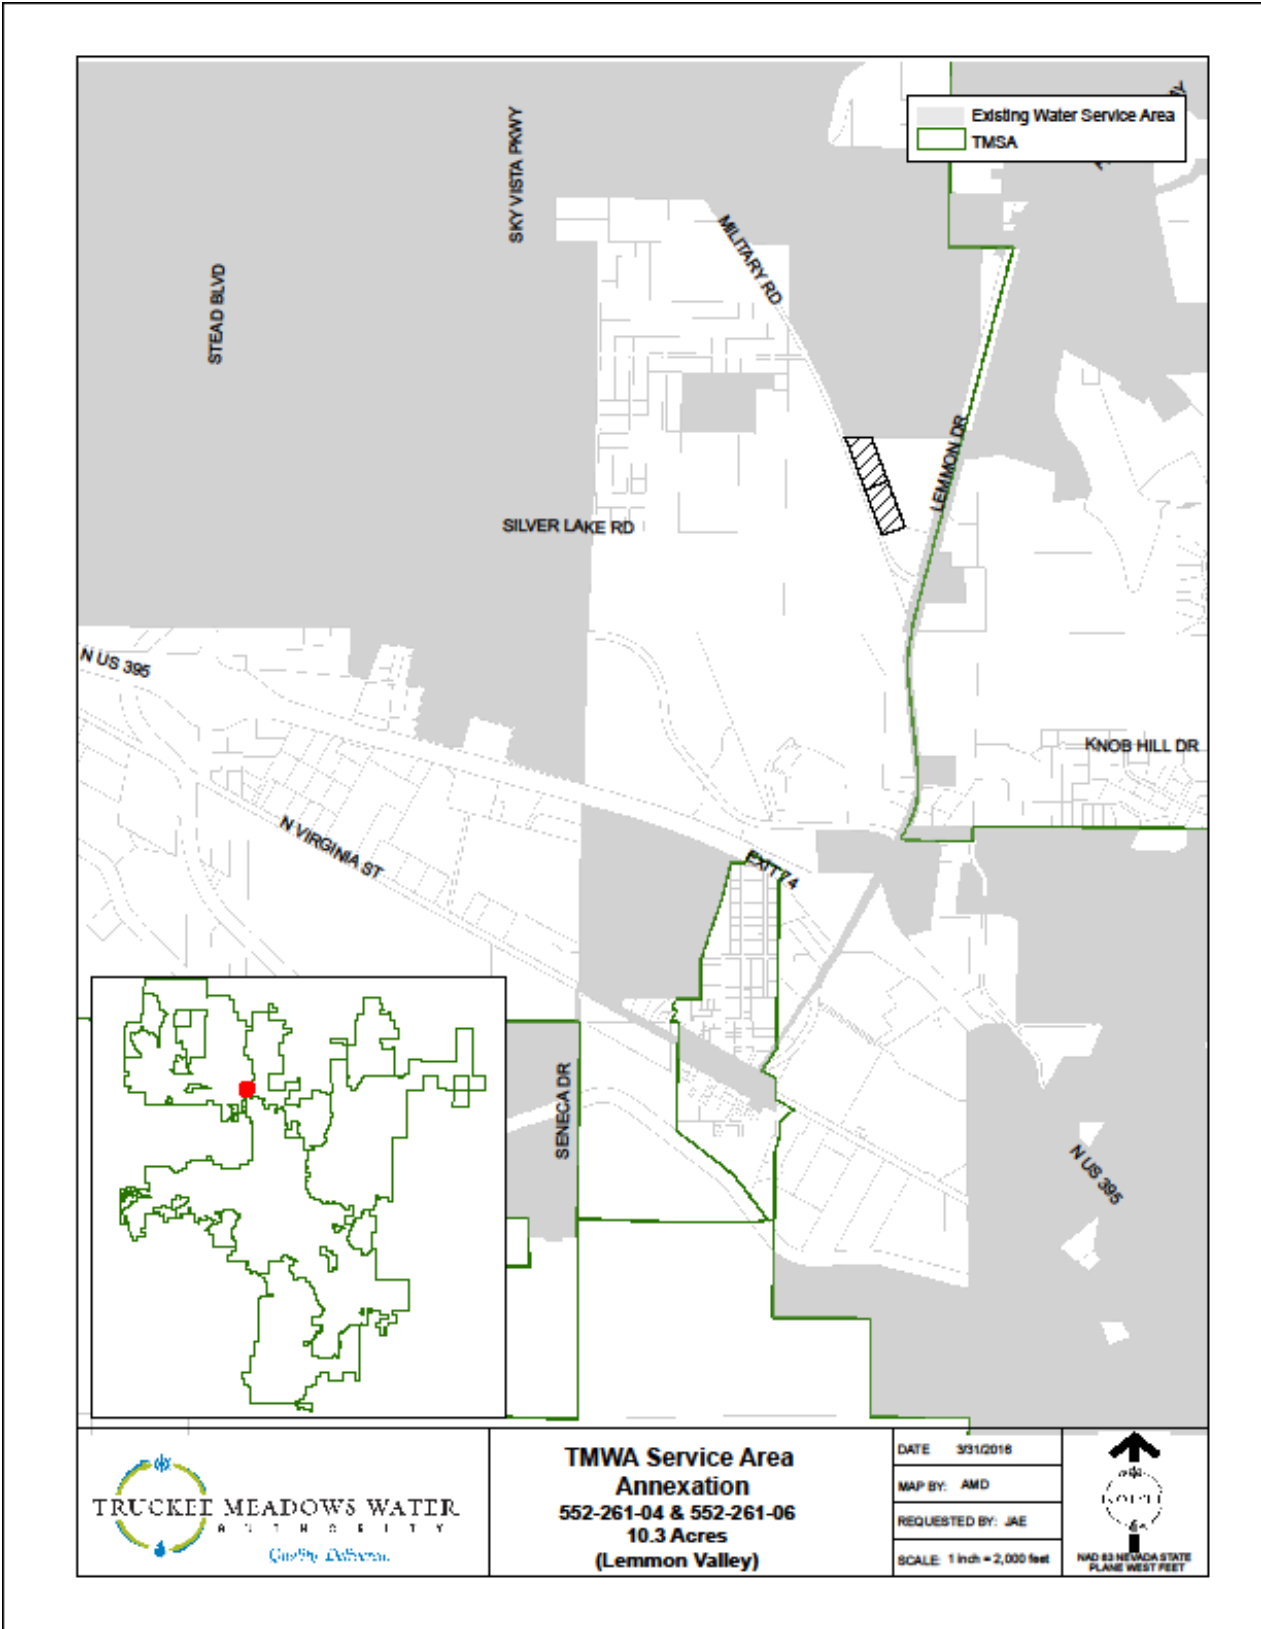 Existing Water Service Area
TMSA
SKY VISTA PKWY
MILITARY RD
STEAD BLVD
LEMMON DR
SILVER LAKE RD
N US 395
KNOB HILL DR
N VIRGINIA ST
EXIT 74
SENECA DR
N US 395
TRUCKEE MEADOWS WATER
AUTHORITY
Quality. Delivered.
TMWA Service Area
Annexation
552-261-04 & 552-261-06
10.3 Acres
(Lemmon Valley)
DATE 3/31/2016
MAP BY: AMD
REQUESTED BY: JAE
SCALE: 1 inch = 2,000 feet
NAD 83 NEVADA STATE
PLANE WEST FEET